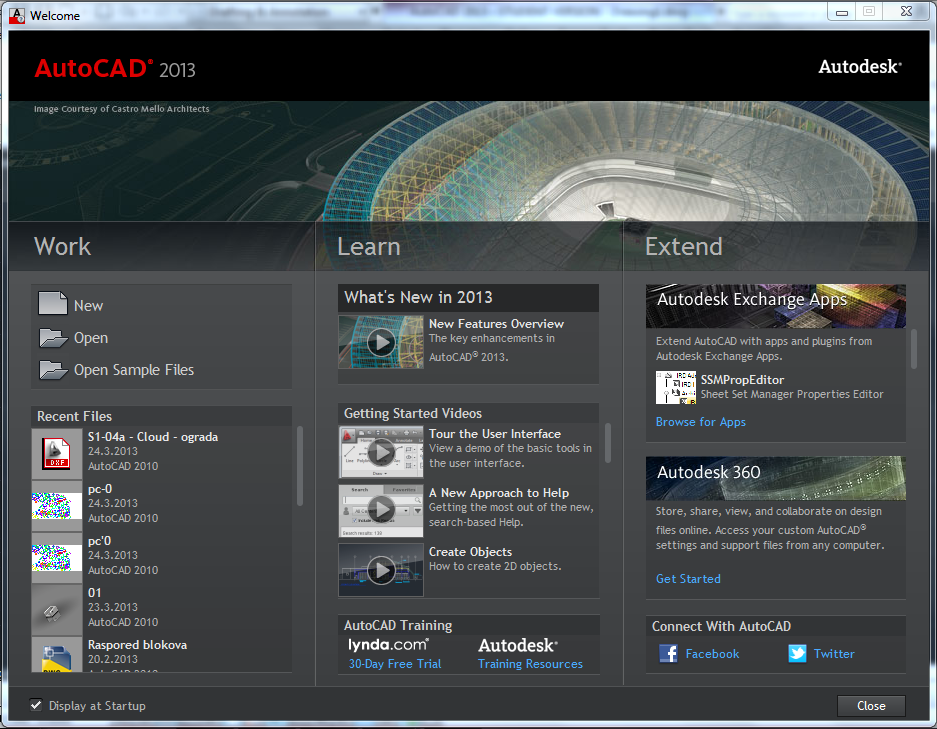 Welcome
AutoCAD® 2013
Autodesk®
Image Courtesy of Castro Mello Architects
Work
New
Open
Open Sample Files
Recent Files
S1-04a - Cloud - ograda
24.3.2013
AutoCAD 2010
DXF
pc-0
24.3.2013
AutoCAD 2010
pc'0
24.3.2013
AutoCAD 2010
01
23.3.2013
AutoCAD 2010
Raspored blokova
20.2.2013
Learn
What's New in 2013
New Features Overview
The key enhancements in
AutoCAD® 2013.
Getting Started Videos
Tour the User Interface
View a demo of the basic tools in
the user interface.
A New Approach to Help
Getting the most out of the new,
search-based Help.
Search
Favorites
Create Objects
How to create 2D objects.
AutoCAD Training
lynda.com®
30-Day Free Trial
Autodesk®
Training Resources
Extend
Autodesk Exchange Apps
Extend AutoCAD with apps and plugins from
Autodesk Exchange Apps.
SSMPropEditor
Sheet Set Manager Properties Editor
Browse for Apps
Autodesk 360
Store, share, view, and collaborate on design
files online. Access your custom AutoCAD®
settings and support files from any computer.
Get Started
Connect With AutoCAD
Facebook
Twitter
Display at Startup
Close